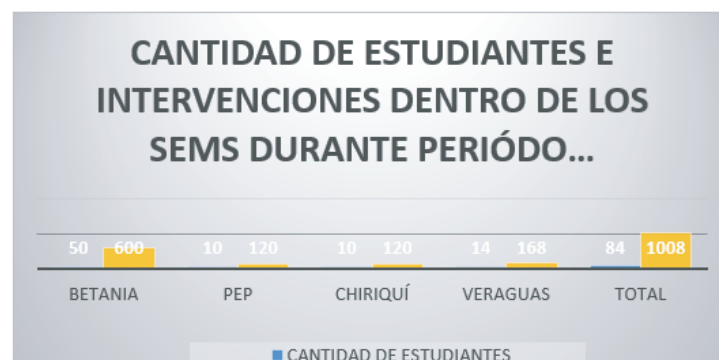 CANTIDAD DE ESTUDIANTES E
INTERVENCIONES DENTRO DE LOS
SEMS DURANTE PERIÓDO...
50 600 10 120 10 120 14 168 84 1008
BETANIA PEP CHIRIQUÍ VERAGUAS TOTAL
CANTIDAD DE ESTUDIANTES